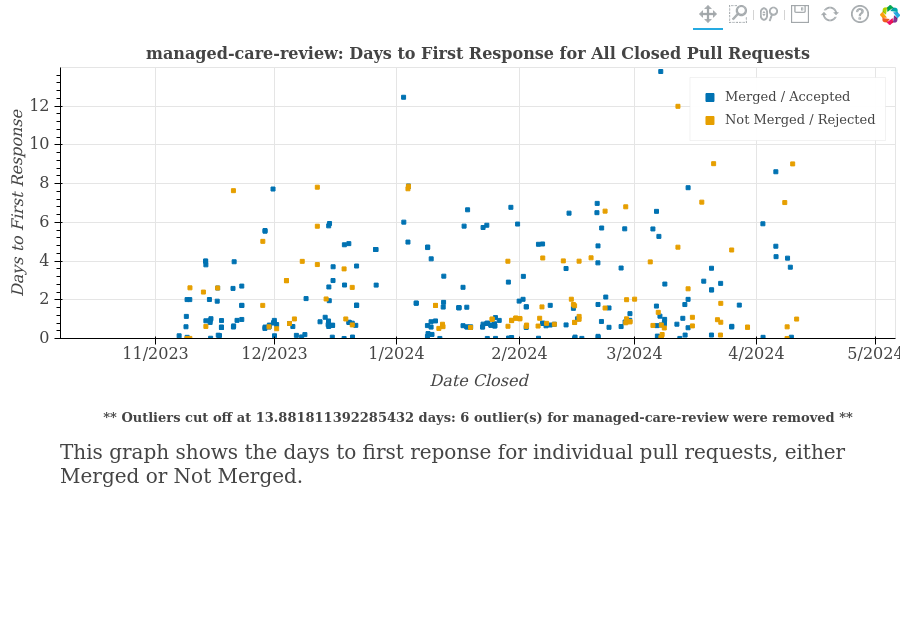 managed-care-review: Days to First Response for All Closed Pull Requests
Merged / Accepted
Not Merged / Rejected
Days to First Response
12
10
8
6
4
2
0
11/2023 12/2023 1/2024 2/2024 3/2024 4/2024 5/2024
Date Closed
** Outliers cut off at 13.881811392285432 days: 6 outlier(s) for managed-care-review were removed **
This graph shows the days to first reponse for individual pull requests, either
Merged or Not Merged.